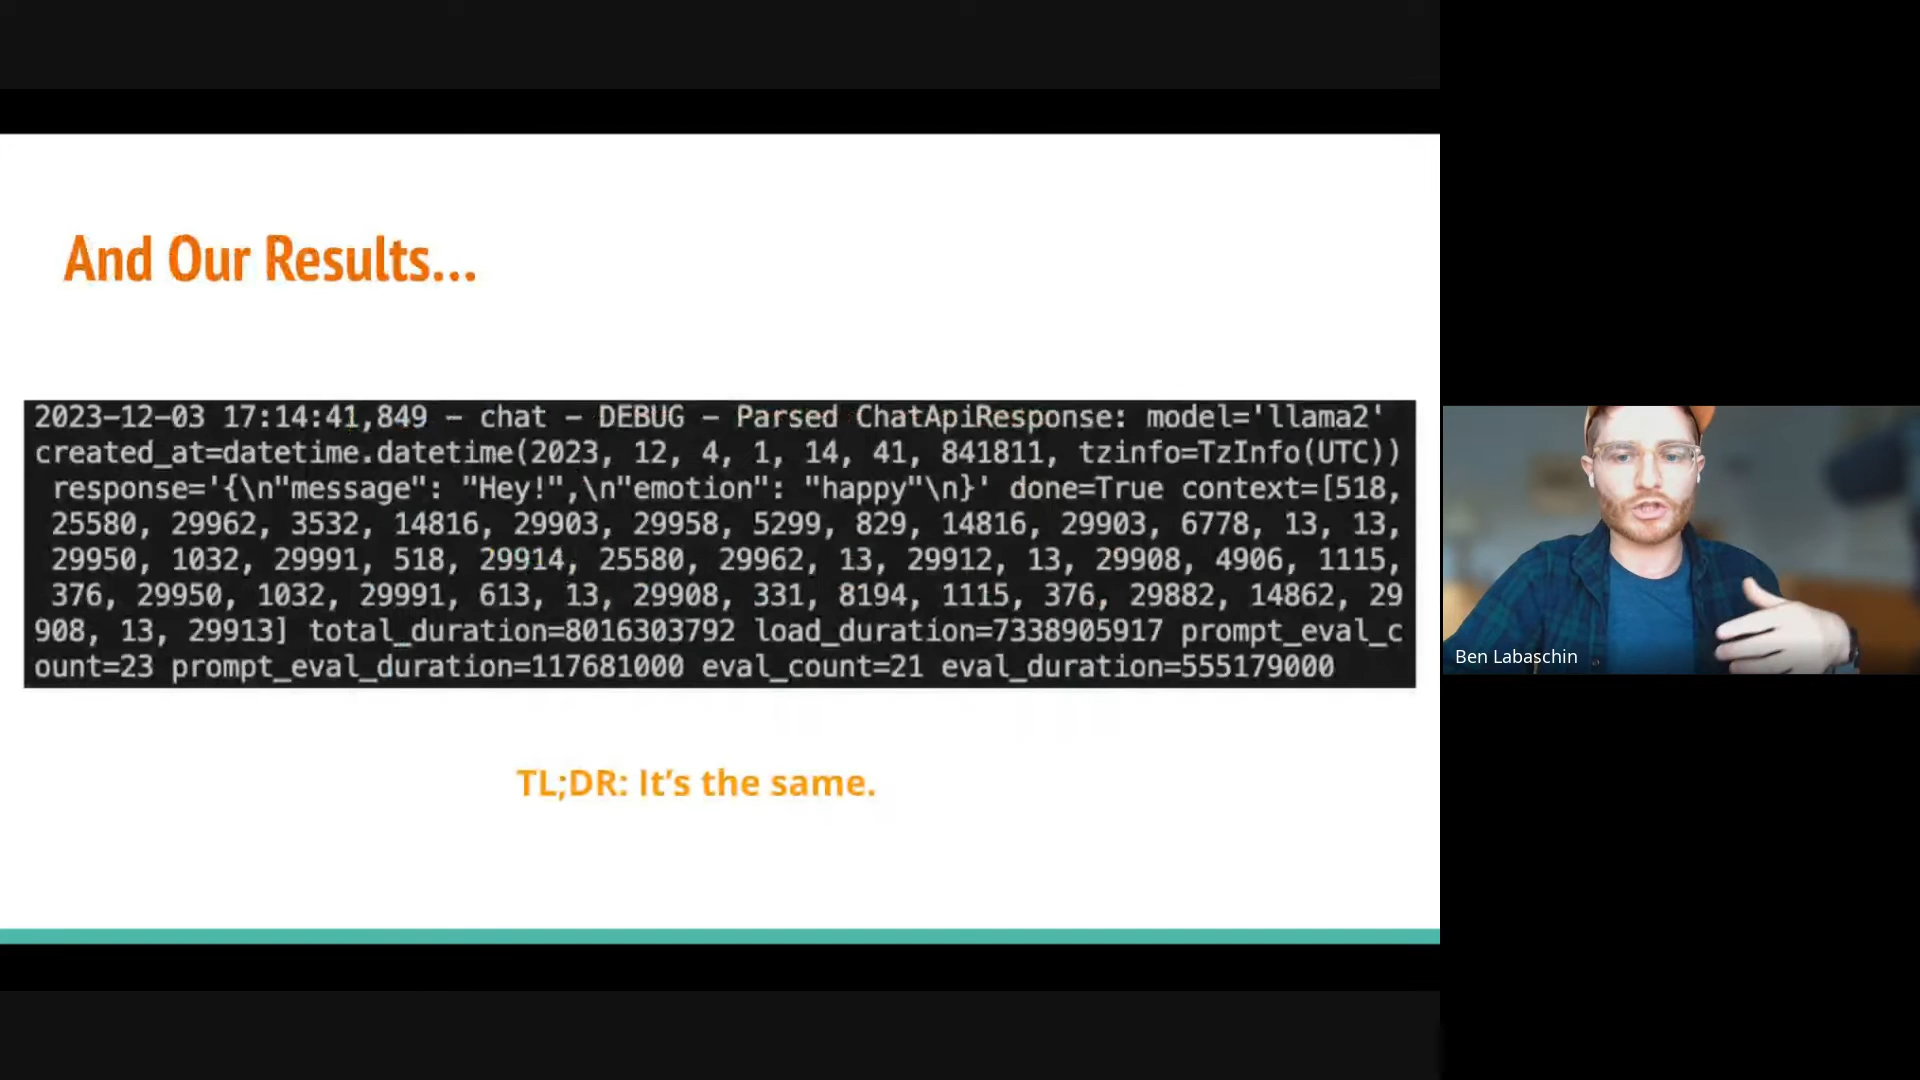 And Our Results...
2023-12-03 17:14:41,849 - chat - DEBUG - Parsed ChatApiResponse: model='llama2'
created_at=datetime.datetime(2023, 12, 4, 1, 14, 41, 841811, tzinfo=TzInfo(UTC))
response='{\n"message": "Hey!",\n"emotion": "happy"\n}' done=True context=[518,
25580, 29962, 3532, 14816, 29903, 29958, 5299, 829, 14816, 29903, 6778, 13, 13,
29950, 1032, 29991, 518, 29914, 25580, 29962, 13, 29912, 13, 29908, 4906, 1115,
376, 29950, 1032, 29991, 613, 13, 29908, 331, 8194, 1115, 376, 29882, 14862, 29
908, 13, 29913] total_duration=8016303792 load_duration=7338905917 prompt_eval_c
ount=23 prompt_eval_duration=117681000 eval_count=21 eval_duration=555179000
TL;DR: It’s the same.
Ben Labaschin